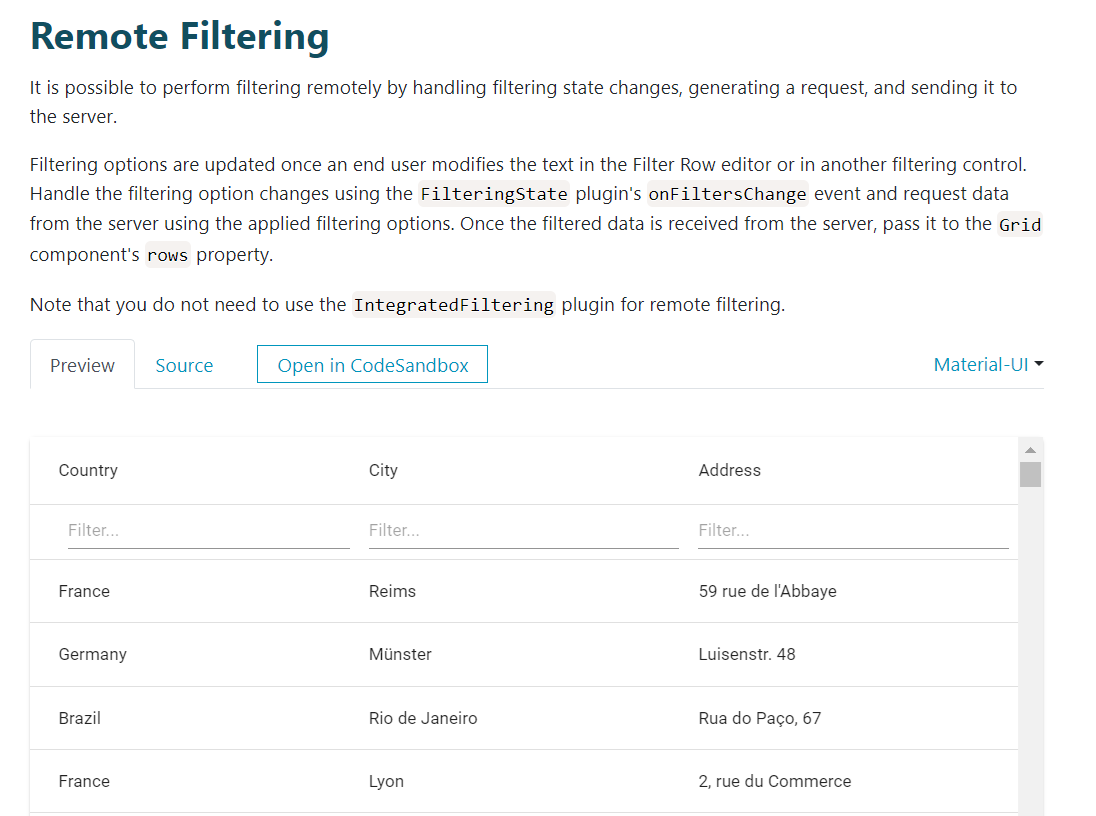 Remote Filtering
It is possible to perform filtering remotely by handling filtering state changes, generating a request, and sending it to
the server.
Filtering options are updated once an end user modifies the text in the Filter Row editor or in another filtering control.
Handle the filtering option changes using the FilteringState plugin's onFiltersChange event and request data
from the server using the applied filtering options. Once the filtered data is received from the server, pass it to the Grid
component's rows property.
Note that you do not need to use the IntegratedFiltering plugin for remote filtering.
Preview Source Open in CodeSandbox Material-UI
Country City Address
Filter... Filter... Filter...
France Reims 59 rue de l'Abbaye
Germany Münster Luisenstr. 48
Brazil Rio de Janeiro Rua do Paço, 67
France Lyon 2, rue du Commerce